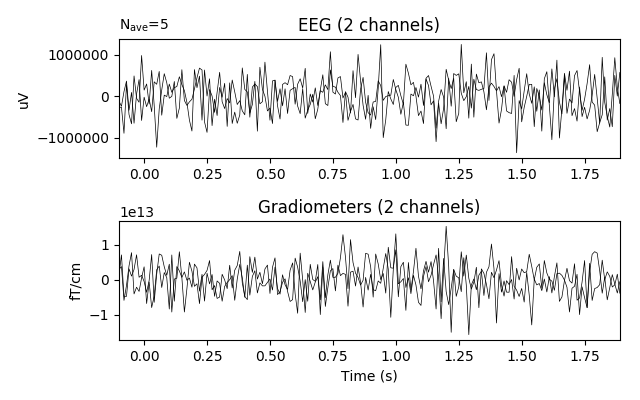 N_ave=5
EEG (2 channels)
1000000
0
−1000000
uV
0.00 0.25 0.50 0.75 1.00 1.25 1.50 1.75
1e13
Gradiometers (2 channels)
1
0
−1
fT/cm
0.00 0.25 0.50 0.75 1.00 1.25 1.50 1.75
Time (s)